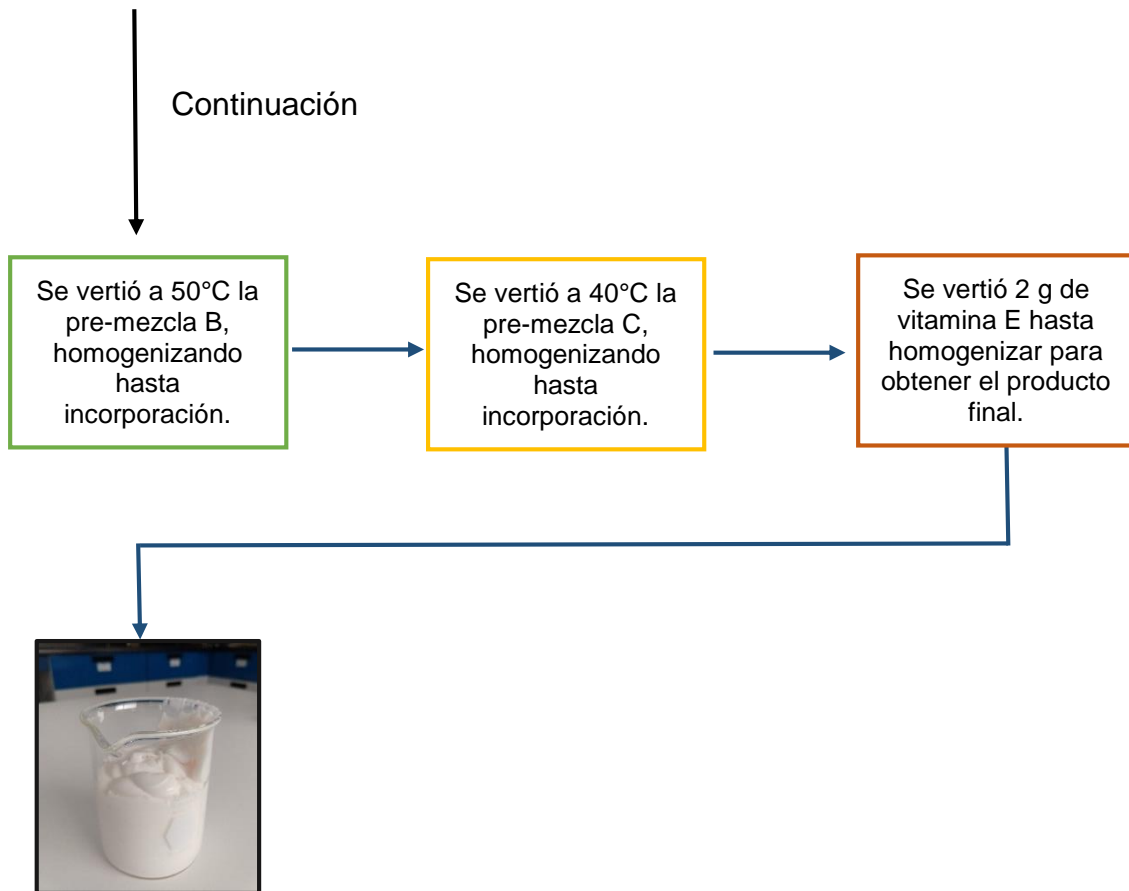 Continuación
Se vertió a 50°C la
pre-mezcla B,
homogenizando
hasta
incorporación.
Se vertió a 40°C la
pre-mezcla C,
homogenizando
hasta
incorporación.
Se vertió 2 g de
vitamina E hasta
homogenizar para
obtener el producto
final.